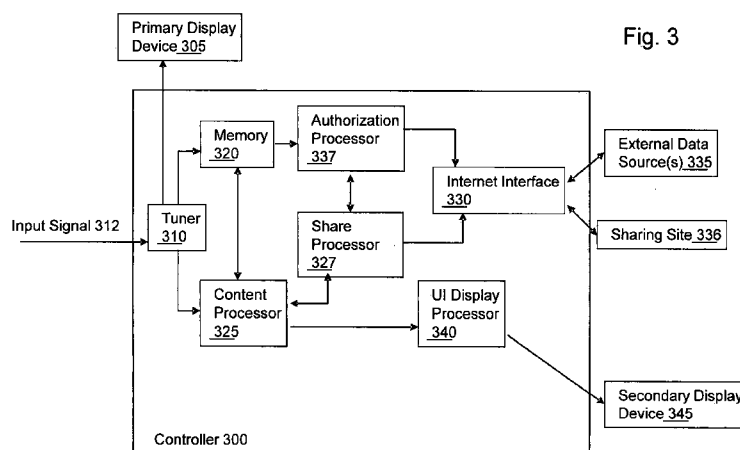 Primary Display
Device 305
Fig. 3
Memory
320
Authorization
Processor
337
Internet Interface
330
External Data
Source(s) 335
Input Signal 312
Tuner
310
Share
Processor
327
Sharing Site 336
Content
Processor
325
UI Display
Processor
340
Secondary Display
Device 345
Controller 300